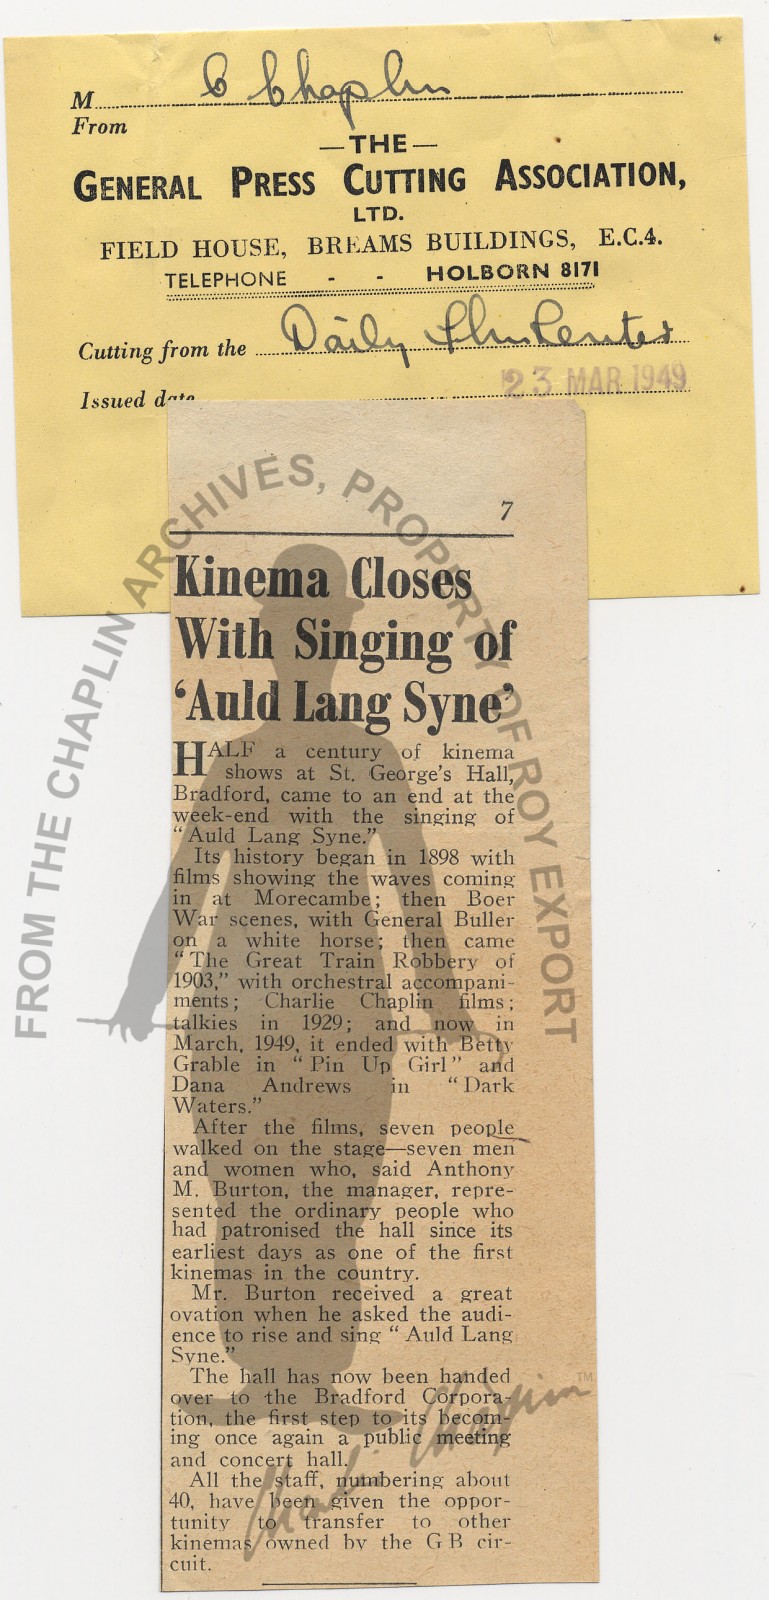 M C Chaplin
From
—THE—
GENERAL PRESS CUTTING ASSOCIATION,
LTD.
FIELD HOUSE, BREAMS BUILDINGS, E.C.4.
TELEPHONE - - HOLBORN 8171
Cutting from the Daily Film Renter
Issued date 23 MAR 1949
7
Kinema Closes
With Singing of
‘Auld Lang Syne’
HALF a century of kinema
shows at St. George's Hall,
Bradford, came to an end at the
week-end with the singing of
“Auld Lang Syne.”
Its history began in 1898 with
films showing the waves coming
in at Morecambe; then Boer
War scenes, with General Buller
on a white horse; then came
“The Great Train Robbery of
1903,” with orchestral accompani-
ments; Charlie Chaplin films;
talkies in 1929; and now in
March, 1949, it ended with Betty
Grable in “Pin Up Girl” and
Dana Andrews in “Dark
Waters.”
After the films, seven people
walked on the stage—seven men
and women who, said Anthony
M. Burton, the manager, repre-
sented the ordinary people who
had patronised the hall since its
earliest days as one of the first
kinemas in the country.
Mr. Burton received a great
ovation when he asked the audi-
ence to rise and sing “Auld Lang
Syne.”
The hall has now been handed
over to the Bradford Corpora-
tion, the first step to its becom-
ing once again a public meeting
and concert hall.
All the staff, numbering about
40, have been given the oppor-
tunity to transfer to other
kinemas owned by the G B cir-
cuit.
FROM THE CHAPLIN ARCHIVES, PROPERTY OF ROY EXPORT
Charlie Chaplin™